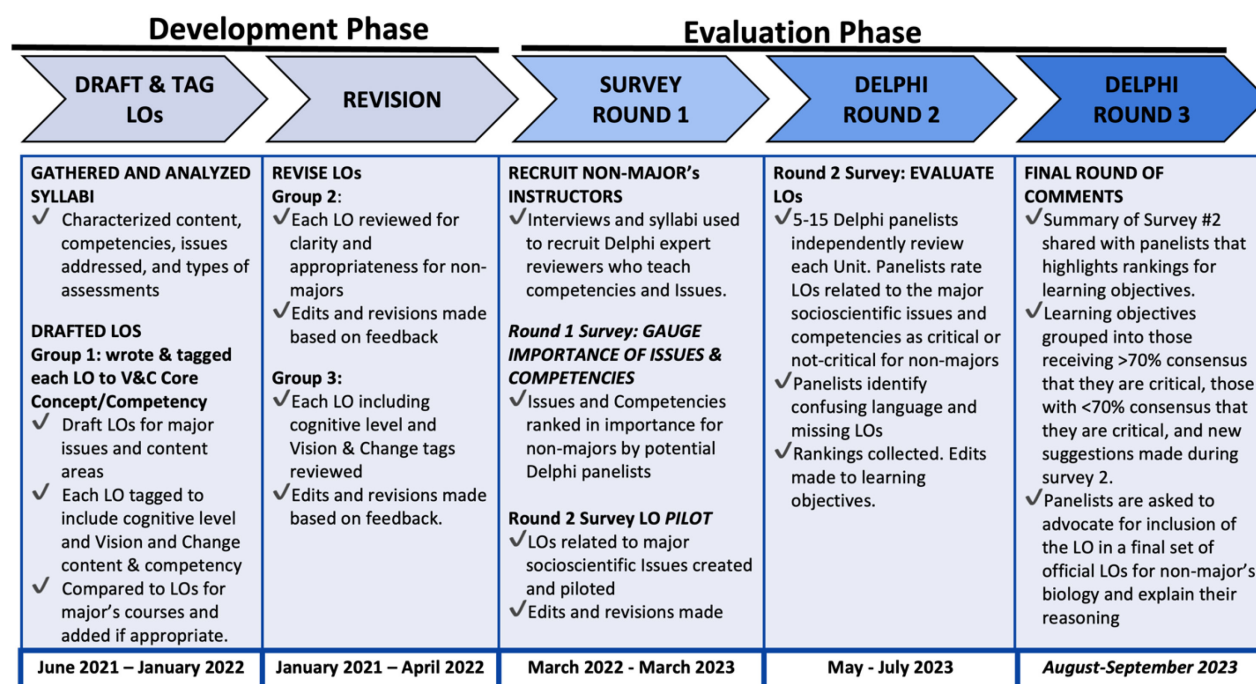 Development Phase
Evaluation Phase
DRAFT & TAG
LOs
REVISION
SURVEY
ROUND 1
DELPHI
ROUND 2
DELPHI
ROUND 3
GATHERED AND ANALYZED
SYLLABI
✓ Characterized content,
competencies, issues
addressed, and types of
assessments
DRAFTED LOS
Group 1: wrote & tagged
each LO to V&C Core
Concept/Competency
✓ Draft LOs for major
issues and content
areas
✓ Each LO tagged to
include cognitive level
and Vision and Change
content & competency
✓ Compared to LOs for
major's courses and
added if appropriate.
June 2021 – January 2022
REVISE LOs
Group 2:
✓Each LO reviewed for
clarity and
appropriateness for non-
majors
✓Edits and revisions made
based on feedback
Group 3:
✓Each LO including
cognitive level and
Vision & Change tags
reviewed
✓Edits and revisions made
based on feedback.
January 2021 – April 2022
RECRUIT NON-MAJOR's
INSTRUCTORS
✓Interviews and syllabi used
to recruit Delphi expert
reviewers who teach
competencies and Issues.
Round 1 Survey: GAUGE
IMPORTANCE OF ISSUES &
COMPETENCIES
✓Issues and Competencies
ranked in importance for
non-majors by potential
Delphi panelists
Round 2 Survey LO PILOT
✓LOs related to major
socioscientific Issues created
and piloted
✓Edits and revisions made
March 2022 - March 2023
Round 2 Survey: EVALUATE
LOs
✓5-15 Delphi panelists
independently review
each Unit. Panelists rate
LOs related to the major
socioscientific issues and
competencies as critical or
not-critical for non-majors
✓Panelists identify
confusing language and
missing LOs
✓Rankings collected. Edits
made to learning
objectives.
May - July 2023
FINAL ROUND OF
COMMENTS
✓Summary of Survey #2
shared with panelists that
highlights rankings for
learning objectives.
✓Learning objectives
grouped into those
receiving >70% consensus
that they are critical, those
with <70% consensus that
they are critical, and new
suggestions made during
survey 2.
✓Panelists are asked to
advocate for inclusion of
the LO in a final set of
official LOs for non-major's
biology and explain their
reasoning
August-September 2023